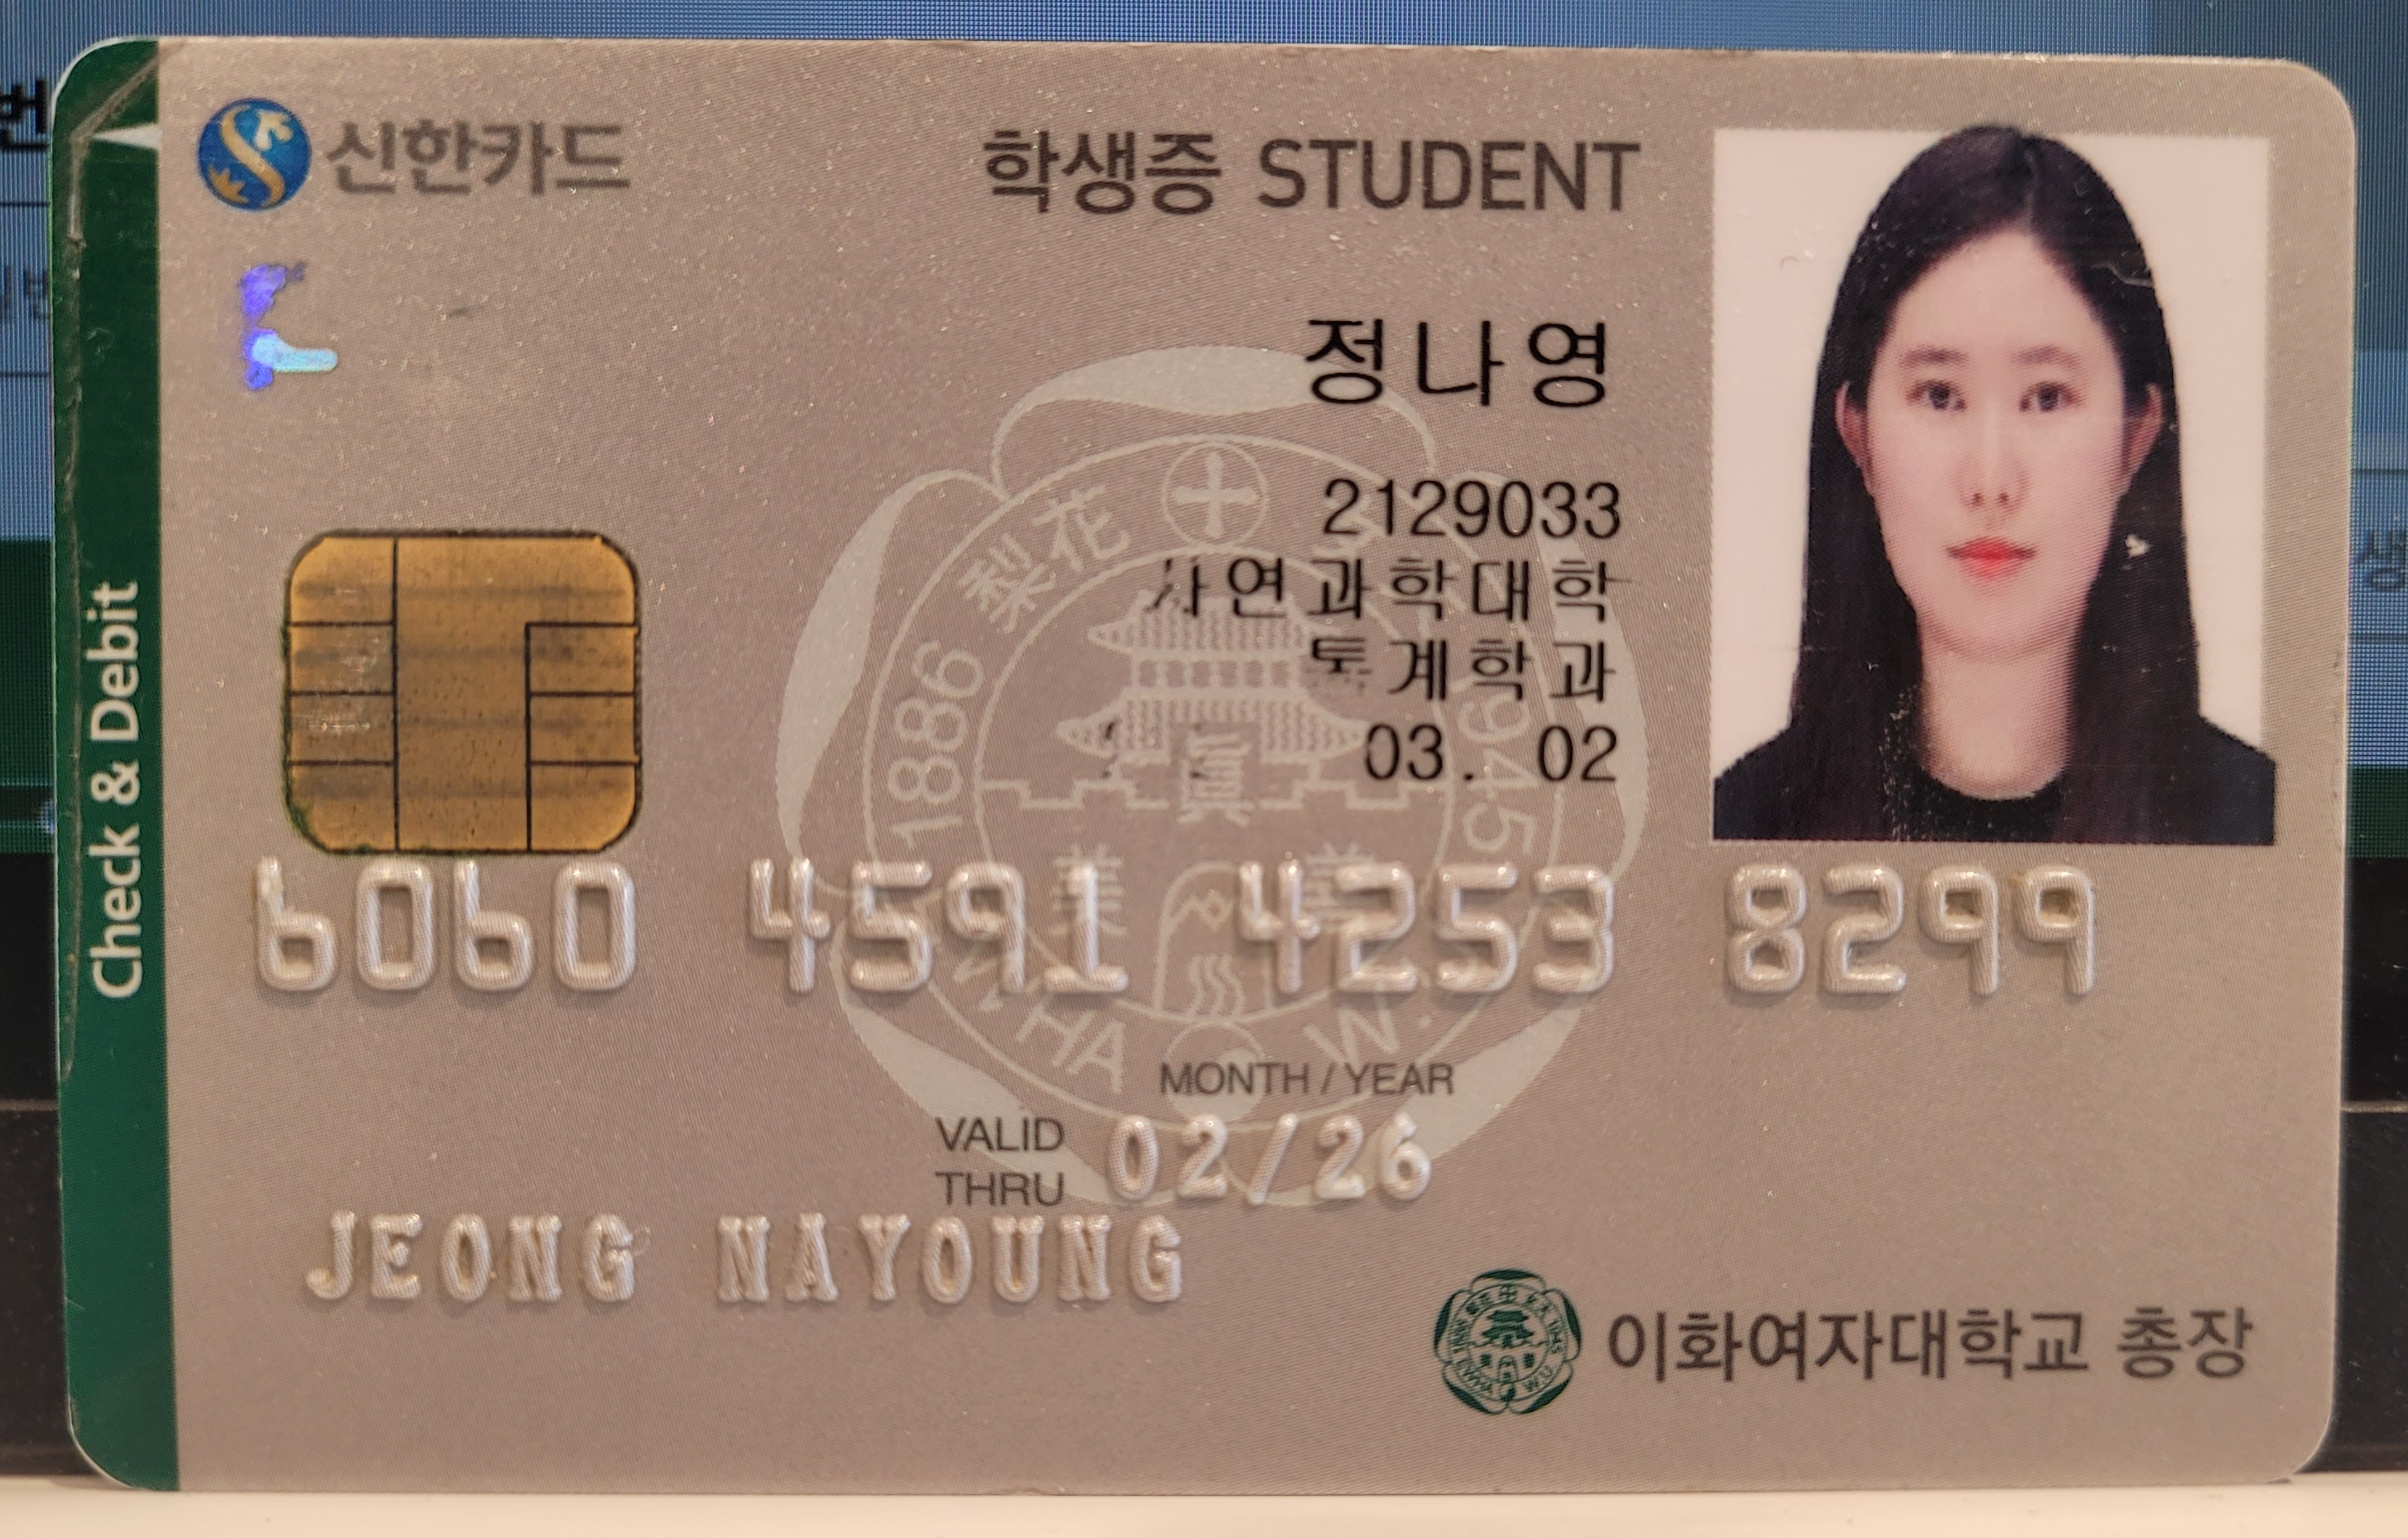 신한카드
학생증 STUDENT
정나영
2129033
연과학대학
계학과
03. 02
Check & Debit
1886 梨花 1945
美
EWHA W.
6060 4591 4253 8299
MONTH / YEAR
VALID THRU 02/26
JEONG NAYOUNG
이화여자대학교 총장